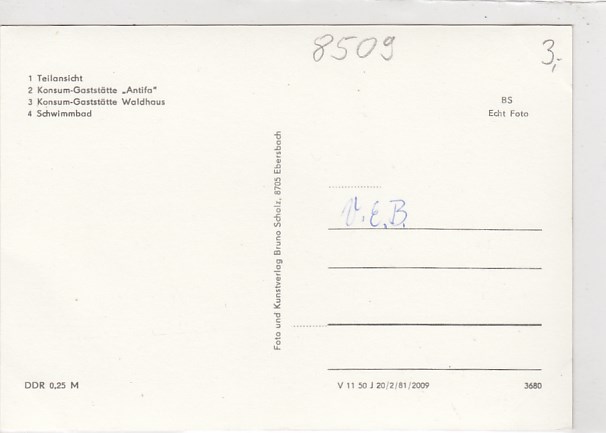 8509
3,-
1 Teilansicht
2 Konsum-Gaststätte „Antifa"
3 Konsum-Gaststätte Waldhaus
4 Schwimmbad
BS
Echt Foto
Foto und Kunstverlag Bruno Scholz, 8705 Ebersbach
V.E.B.
DDR 0,25 M
V 11 50 J 20/2/81/2009
3680